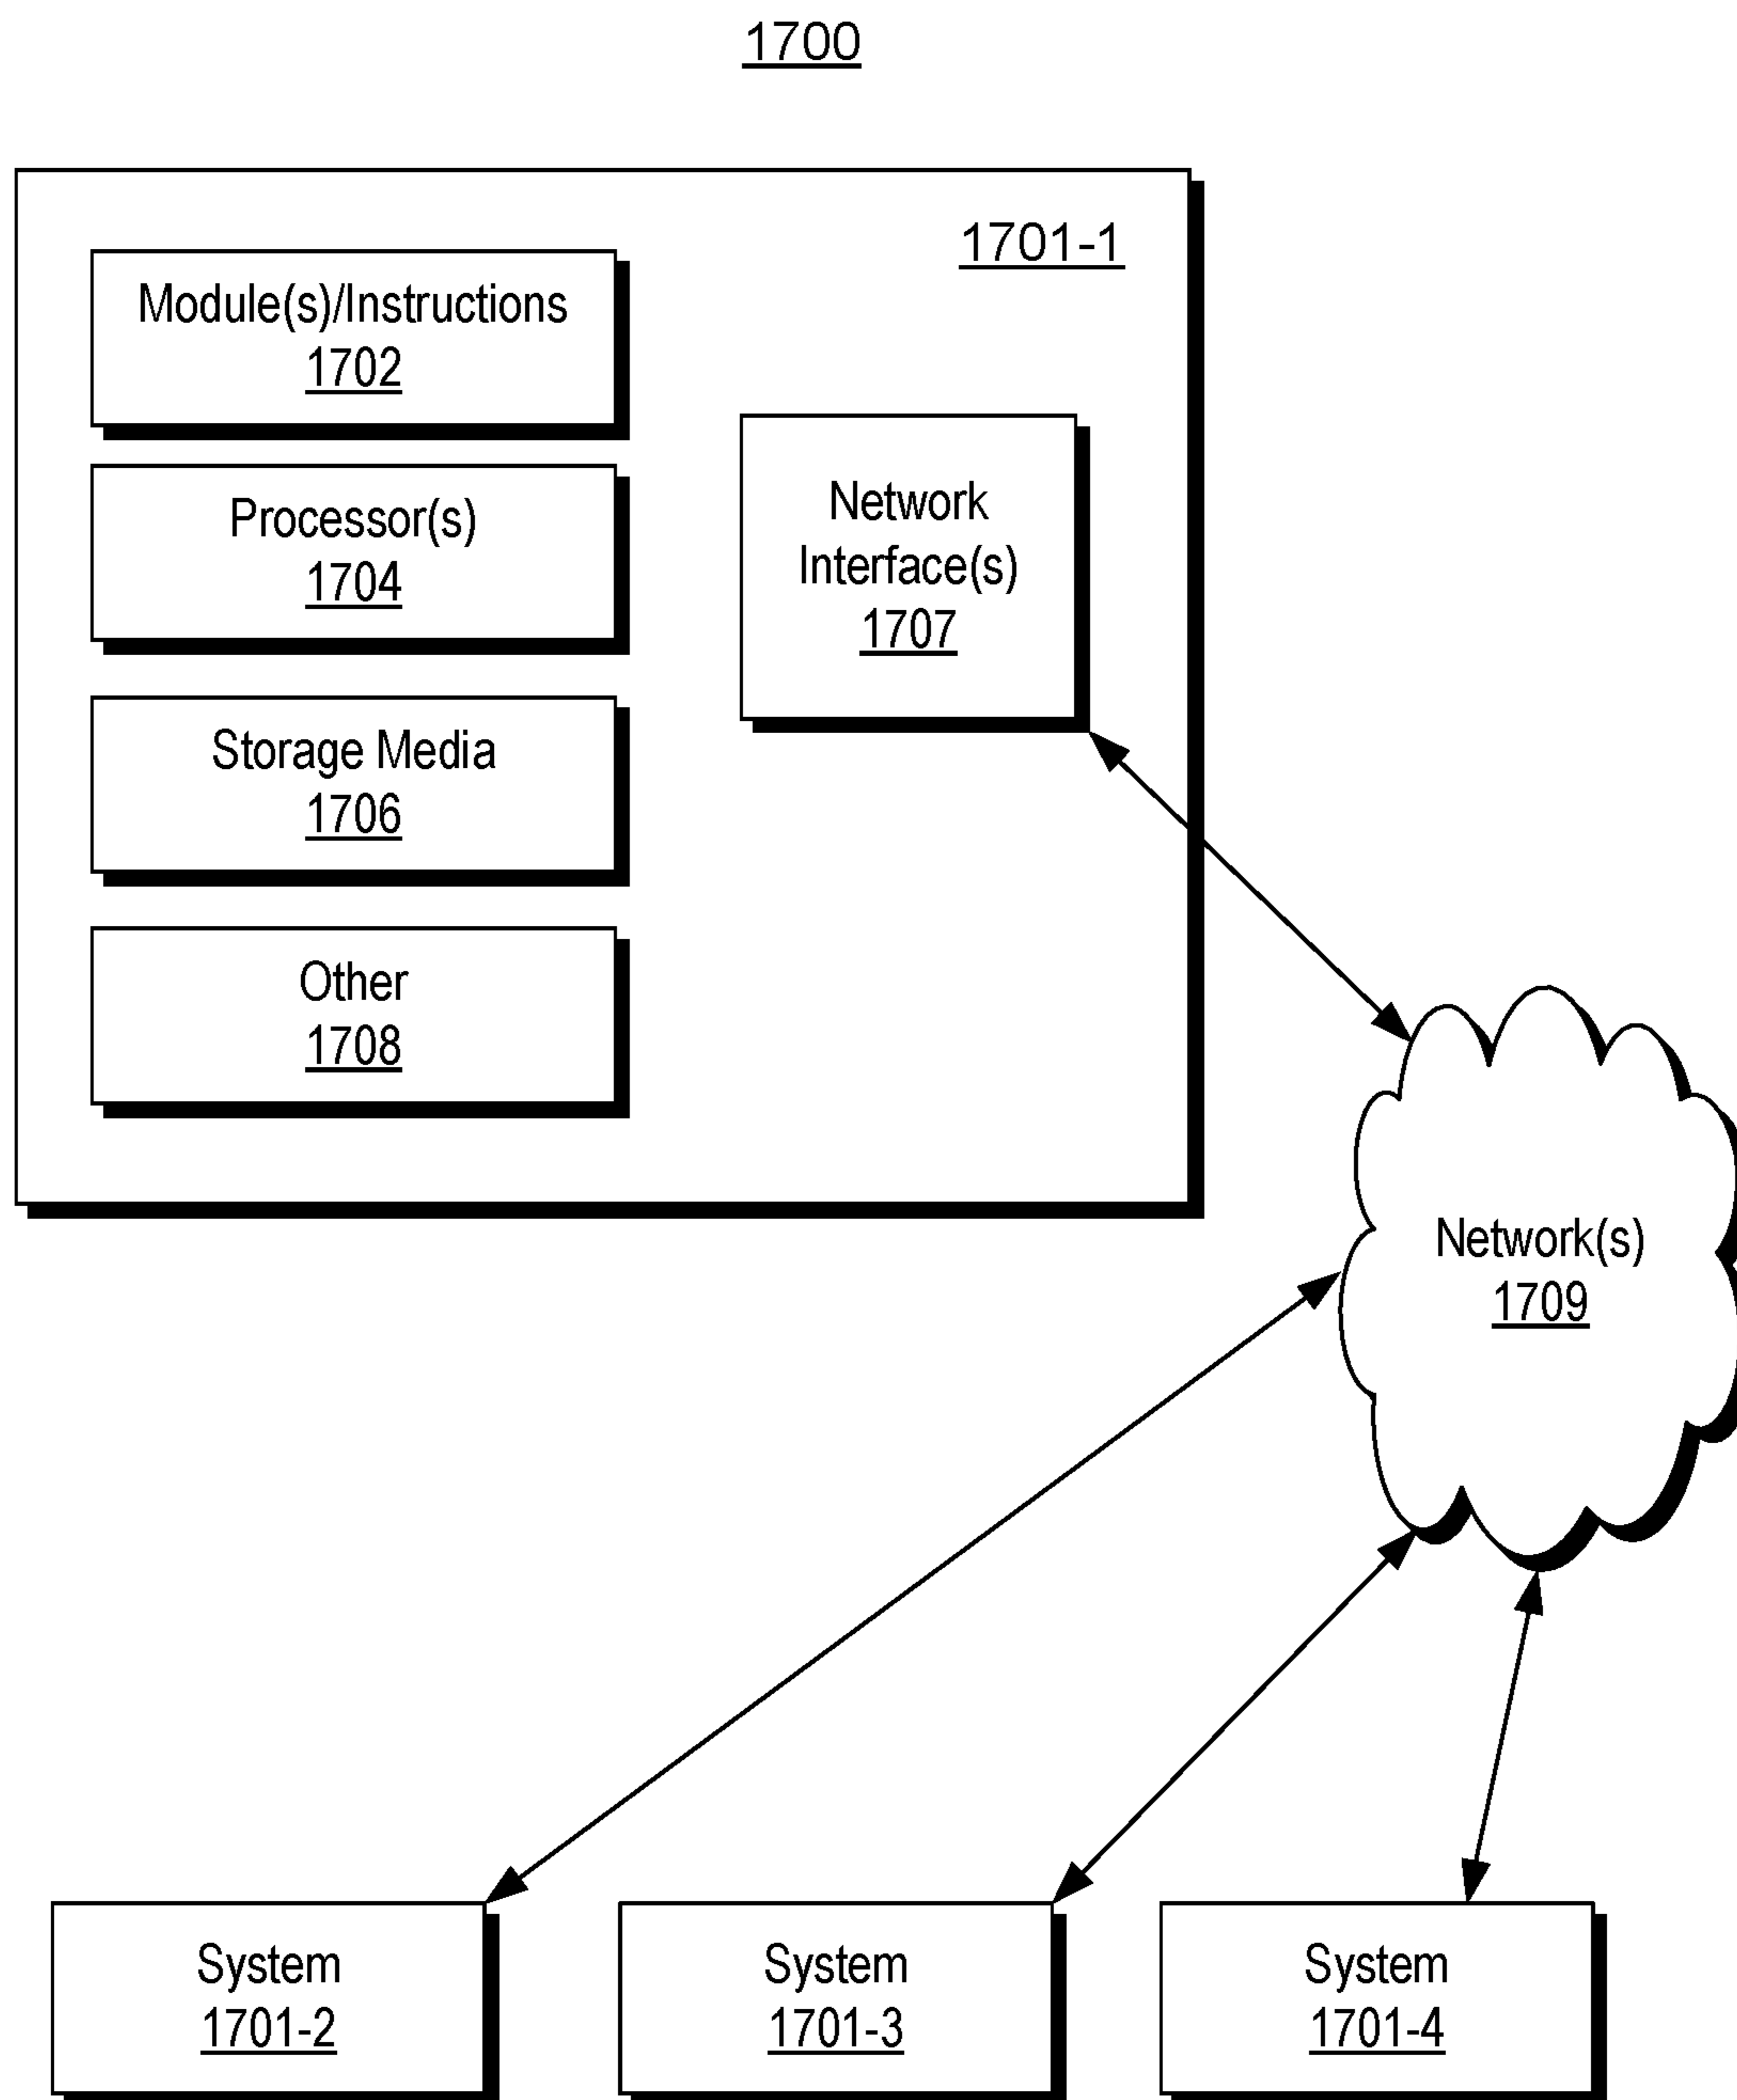 1700
1701-1
Module(s)/Instructions
1702
Processor(s)
1704
Network
Interface(s)
1707
Storage Media
1706
Other
1708
Network(s)
1709
System
1701-2
System
1701-3
System
1701-4